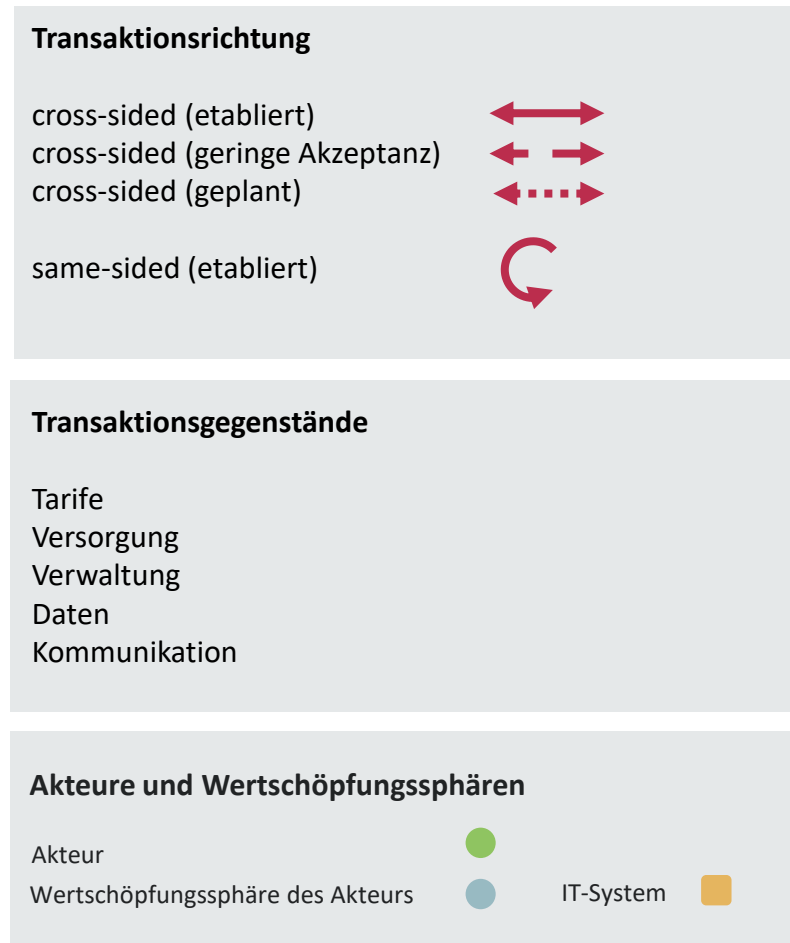 Transaktionsrichtung
cross-sided (etabliert)
cross-sided (geringe Akzeptanz)
cross-sided (geplant)
same-sided (etabliert)
Transaktionsgegenstände
Tarife
Versorgung
Verwaltung
Daten
Kommunikation
Akteure und Wertschöpfungssphären
Akteur
Wertschöpfungssphäre des Akteurs IT-System